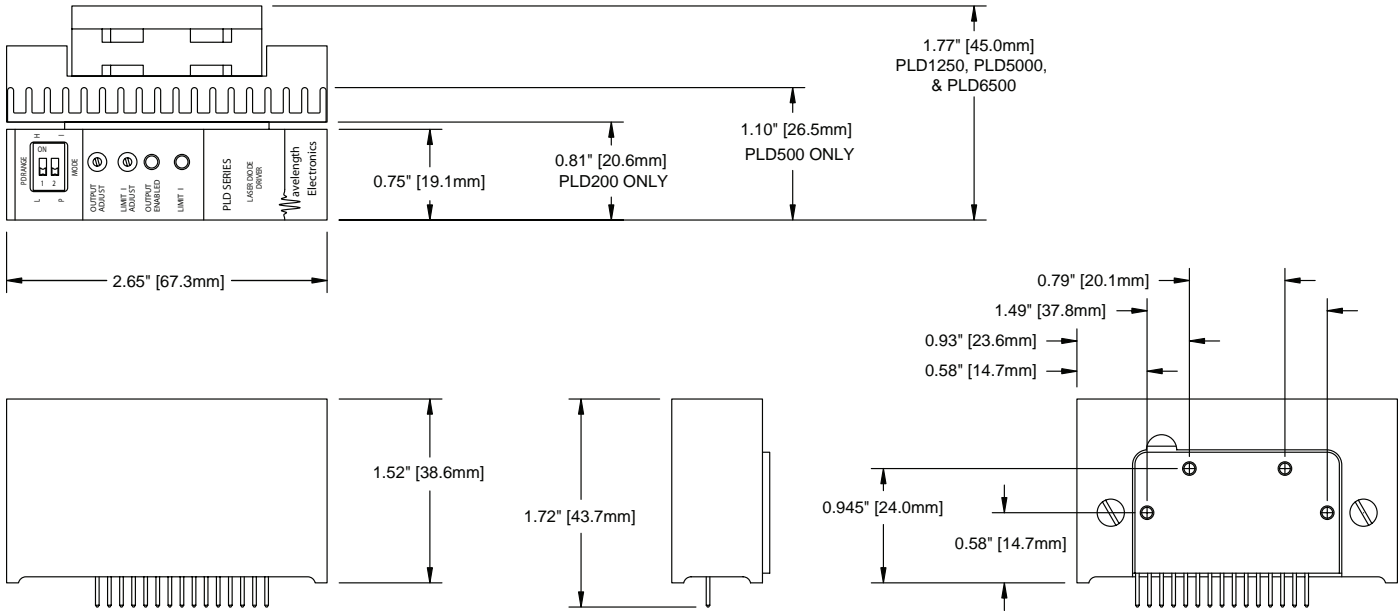 1.77" [45.0mm]
PLD1250, PLD5000,
& PLD6500
1.10" [26.5mm]
PLD500 ONLY
0.81" [20.6mm]
PLD200 ONLY
0.75" [19.1mm]
PD RANGE
H
L
ON
1 2
I
P
MODE
OUTPUT
ADJUST
LIMIT I
ADJUST
OUTPUT
ENABLED
LIMIT I
PLD SERIES
LASER DIODE
DRIVER
avelength
Electronics
2.65" [67.3mm]
0.79" [20.1mm]
1.49" [37.8mm]
0.93" [23.6mm]
0.58" [14.7mm]
1.52" [38.6mm]
1.72" [43.7mm]
0.945" [24.0mm]
0.58" [14.7mm]